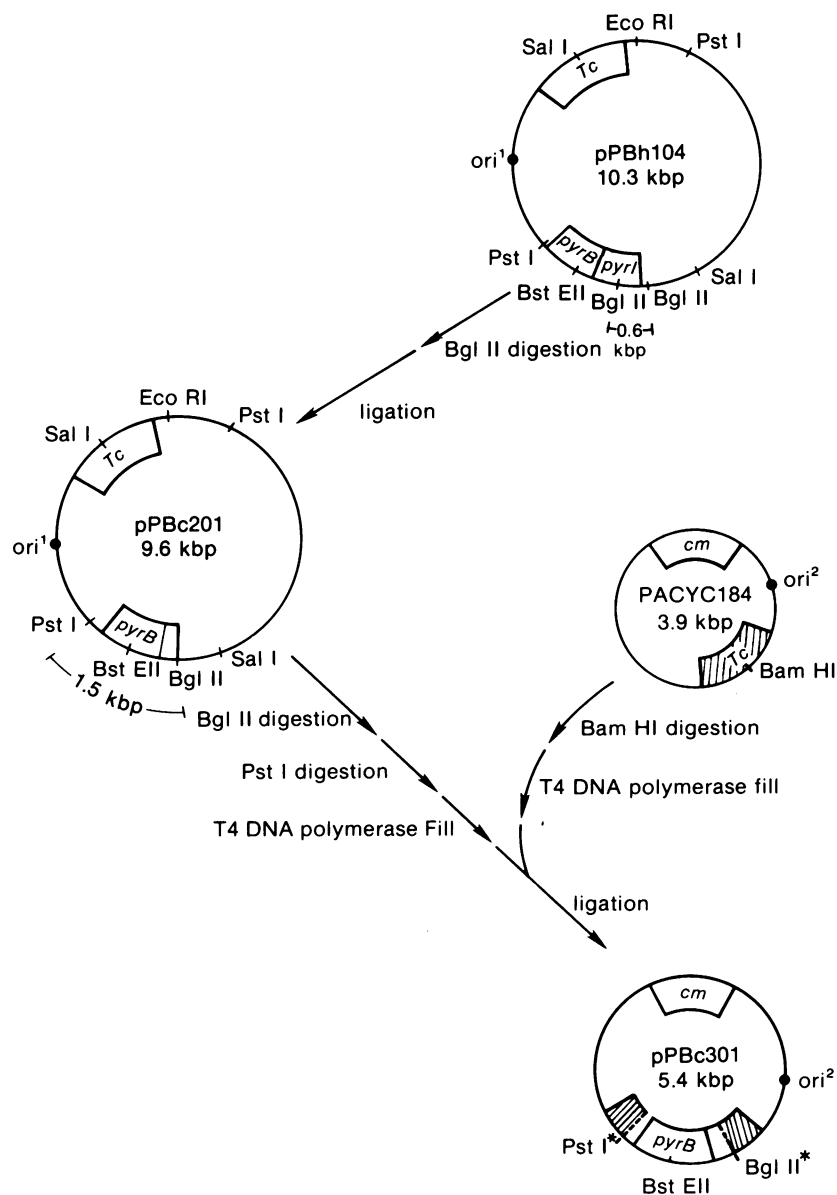 Eco RI
Sal I
Pst I
Tc
ori¹
pPBh104
10.3 kbp
Pst I
pyrB
pyrI
Bst EII
Bgl II
Bgl II
Sal I
0.6
kbp
Bgl II digestion
ligation
Eco RI
Sal I
Pst I
Tc
ori¹
pPBc201
9.6 kbp
Pst I
pyrB
Bst EII
Bgl II
Sal I
1.5 kbp
cm
ori²
PACYC184
3.9 kbp
Tc
Bam HI
Bgl II digestion
Pst I digestion
T4 DNA polymerase Fill
Bam HI digestion
T4 DNA polymerase fill
ligation
cm
pPBc301
5.4 kbp
ori²
Pst I*
pyrB
Bgl II*
Bst EII